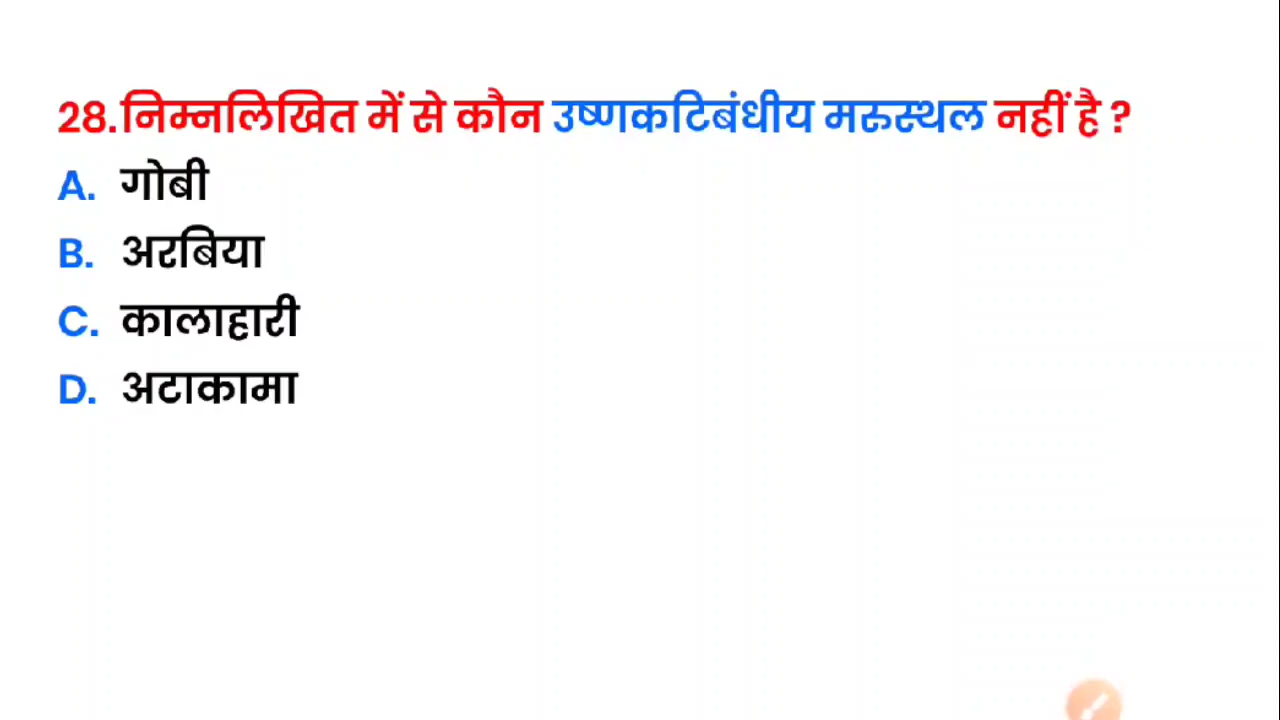 28. निम्नलिखित में से कौन उष्णकटिबंधीय मरुस्थल नहीं है ?
A. गोबी
B. अरबिया
C. कालाहारी
D. अटाकामा